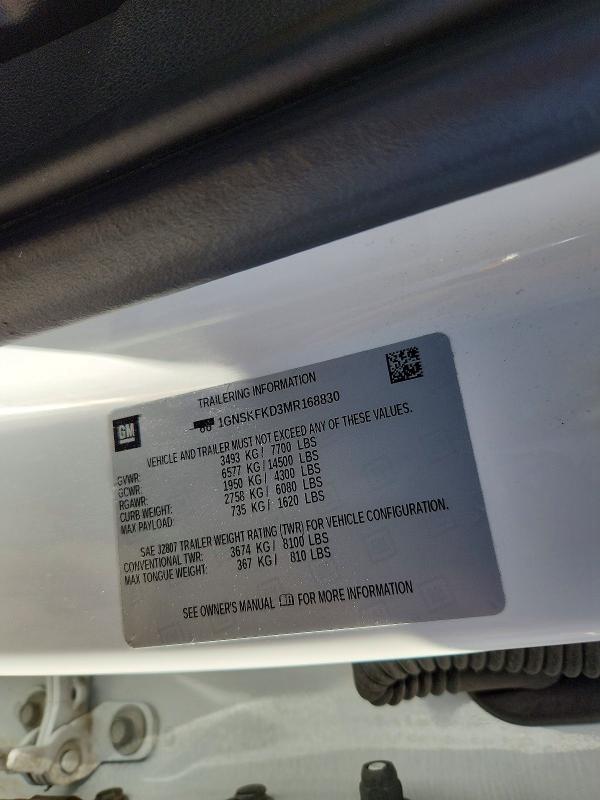 TRAILERING INFORMATION
GM
1GNSKFKD3MR168830
VEHICLE AND TRAILER MUST NOT EXCEED ANY OF THESE VALUES.
GVWR: 3493 KG / 7700 LBS
GCWR: 6577 KG / 14500 LBS
RGAWR: 1950 KG / 4300 LBS
CURB WEIGHT: 2758 KG / 6080 LBS
MAX PAYLOAD: 735 KG / 1620 LBS
SAE J2807 TRAILER WEIGHT RATING (TWR) FOR VEHICLE CONFIGURATION.
CONVENTIONAL TWR: 3674 KG / 8100 LBS
MAX TONGUE WEIGHT: 367 KG / 810 LBS
SEE OWNER'S MANUAL FOR MORE INFORMATION